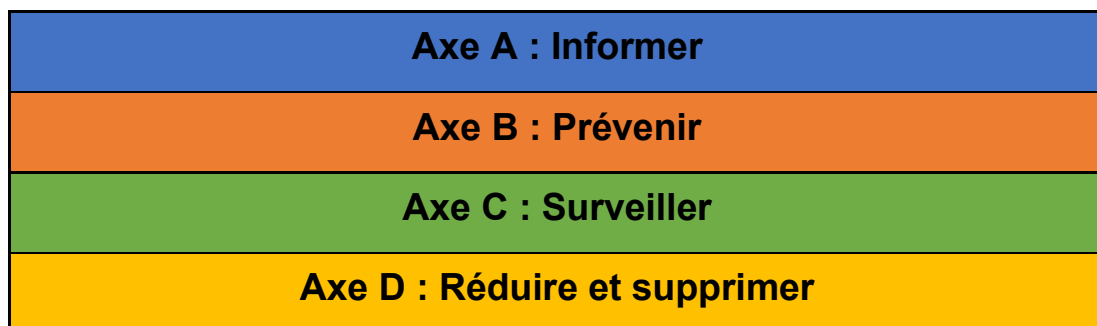 Axe A : Informer
Axe B : Prévenir
Axe C : Surveiller
Axe D : Réduire et supprimer